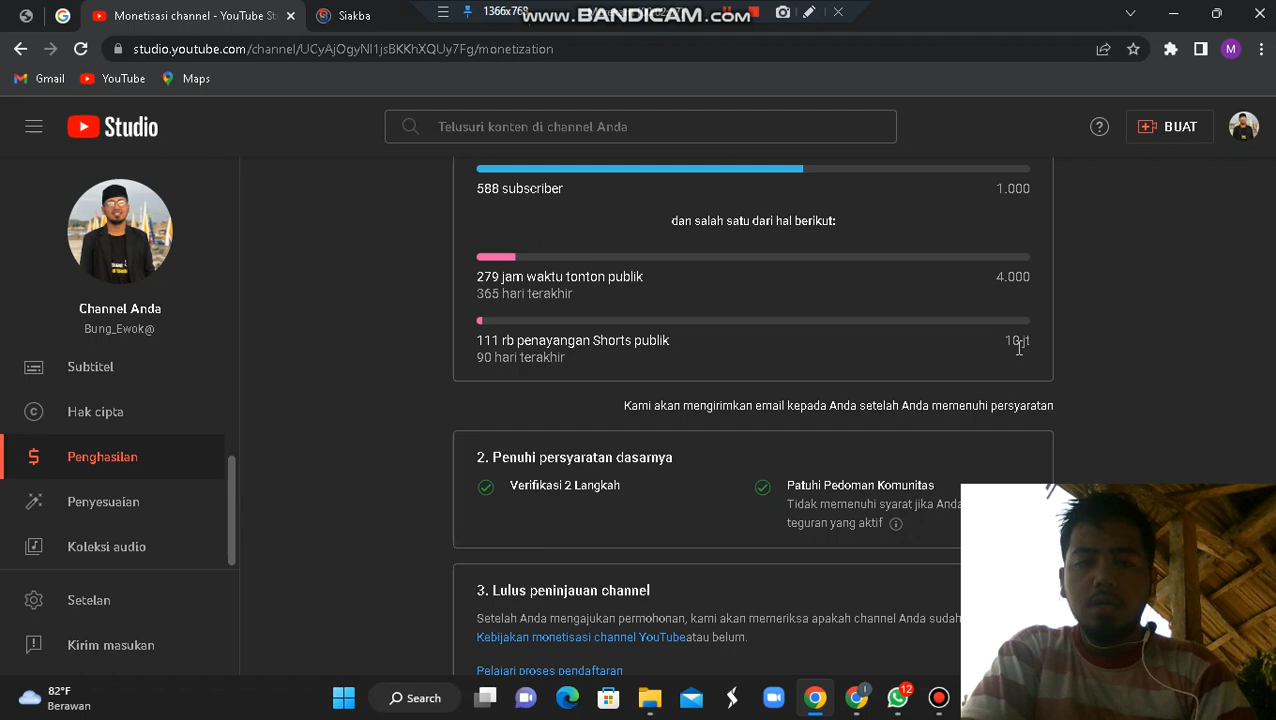 Monetisasi channel - YouTube St
Siakba
1366x768
www.BANDICAM.com
studio.youtube.com/channel/UCyAjOgyNI1jsBKKhXQUy7Fg/monetization
M
Gmail
YouTube
Maps
Studio
Telusuri konten di channel Anda
BUAT
Channel Anda
Bung_Ewok@
Subtitel
Hak cipta
Penghasilan
Penyesuaian
Koleksi audio
Setelan
Kirim masukan
588 subscriber
1.000
dan salah satu dari hal berikut:
279 jam waktu tonton publik
4.000
365 hari terakhir
111 rb penayangan Shorts publik
10 jt
90 hari terakhir
Kami akan mengirimkan email kepada Anda setelah Anda memenuhi persyaratan
2. Penuhi persyaratan dasarnya
Verifikasi 2 Langkah
Patuhi Pedoman Komunitas
Tidak memenuhi syarat jika Anda
teguran yang aktif
3. Lulus peninjauan channel
Setelah Anda mengajukan permohonan, kami akan memeriksa apakah channel Anda sudah
Kebijakan monetisasi channel YouTubeatau belum.
Pelajari proses pendaftaran
82°F
Berawan
Search
12